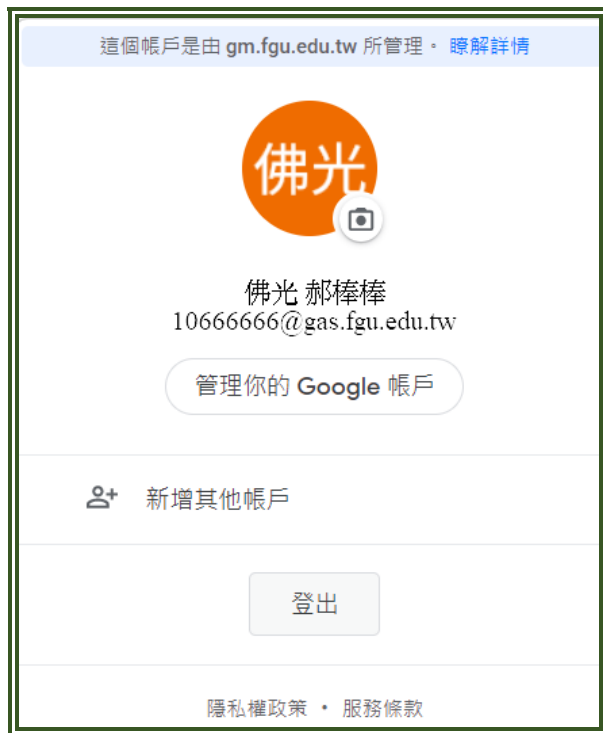 這個帳戶是由 gm.fgu.edu.tw 所管理。 瞭解詳情
佛光
佛光 郝棒棒
10666666@gas.fgu.edu.tw
管理你的 Google 帳戶
新增其他帳戶
登出
隱私權政策 • 服務條款